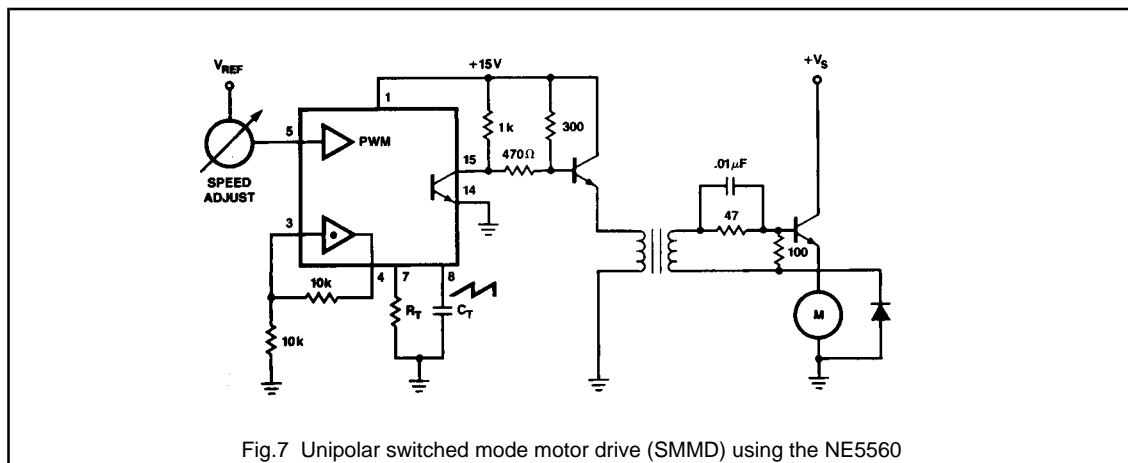 V_REF
+15V
+V_S
1
5
PWM
1k
300
15
470Ω
.01µF
SPEED
ADJUST
14
47
3
100
4
7
8
10k
R_T
C_T
M
10k
Fig.7 Unipolar switched mode motor drive (SMMD) using the NE5560